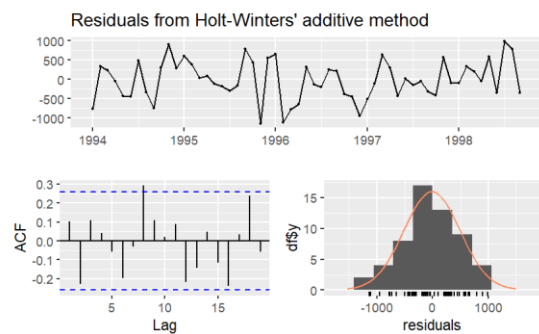 Residuals from Holt-Winters' additive method
1000
500
0
-500
-1000
1994 1995 1996 1997 1998
ACF
0.3
0.2
0.1
0.0
-0.1
-0.2
5 10 15
Lag
df$y
15
10
5
0
-1000 0 1000
residuals